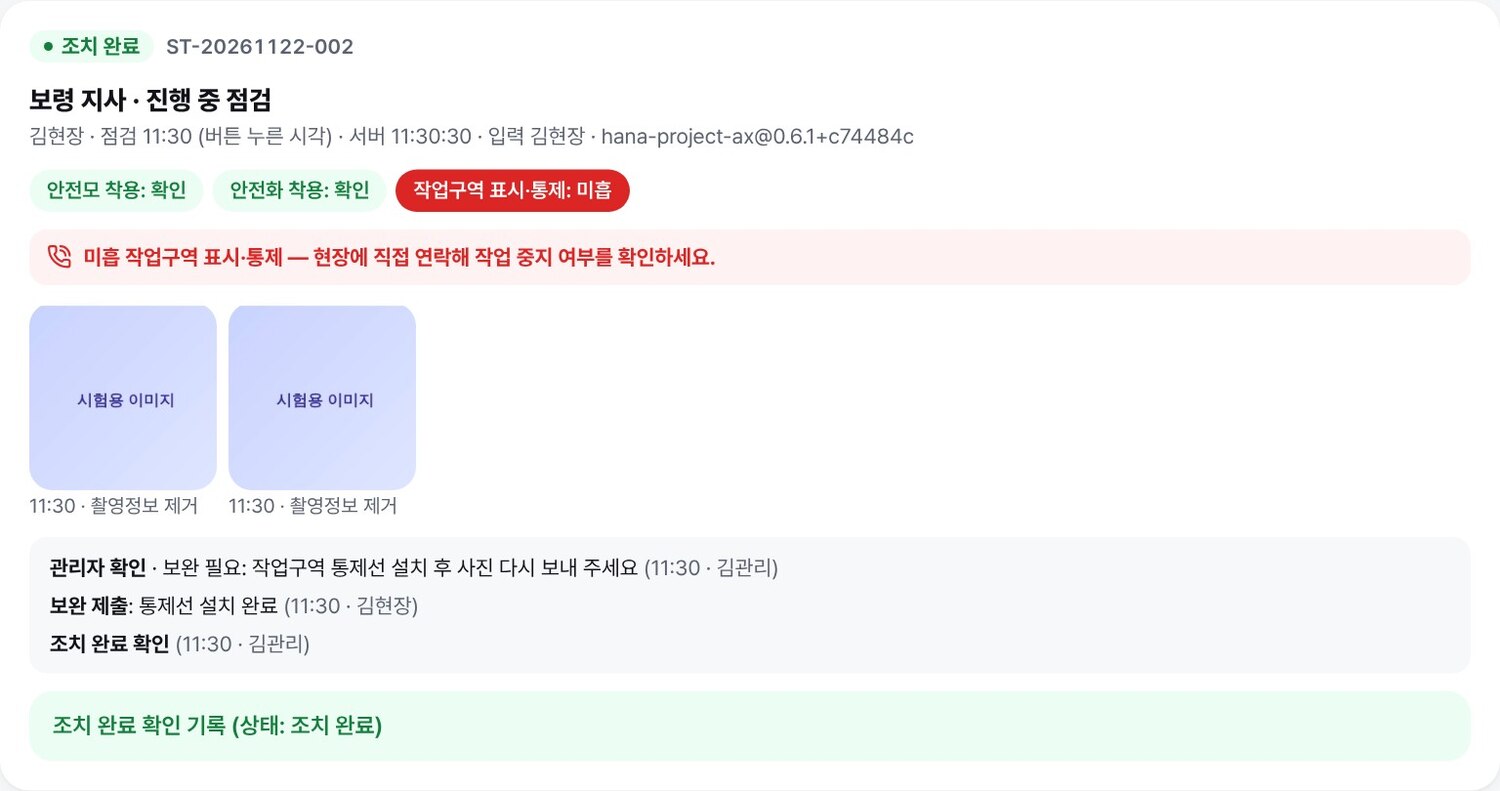 조치 완료 ST-20261122-002
보령 지사 · 진행 중 점검
김현장 · 점검 11:30 (버튼 누른 시각) · 서버 11:30:30 · 입력 김현장 · hana-project-ax@0.6.1+c74484c
안전모 착용: 확인 안전화 착용: 확인 작업구역 표시·통제: 미흡
미흡 작업구역 표시·통제 — 현장에 직접 연락해 작업 중지 여부를 확인하세요.
시험용 이미지 시험용 이미지
11:30 · 촬영정보 제거 11:30 · 촬영정보 제거
관리자 확인 · 보완 필요: 작업구역 통제선 설치 후 사진 다시 보내 주세요 (11:30 · 김관리)
보완 제출: 통제선 설치 완료 (11:30 · 김현장)
조치 완료 확인 (11:30 · 김관리)
조치 완료 확인 기록 (상태: 조치 완료)